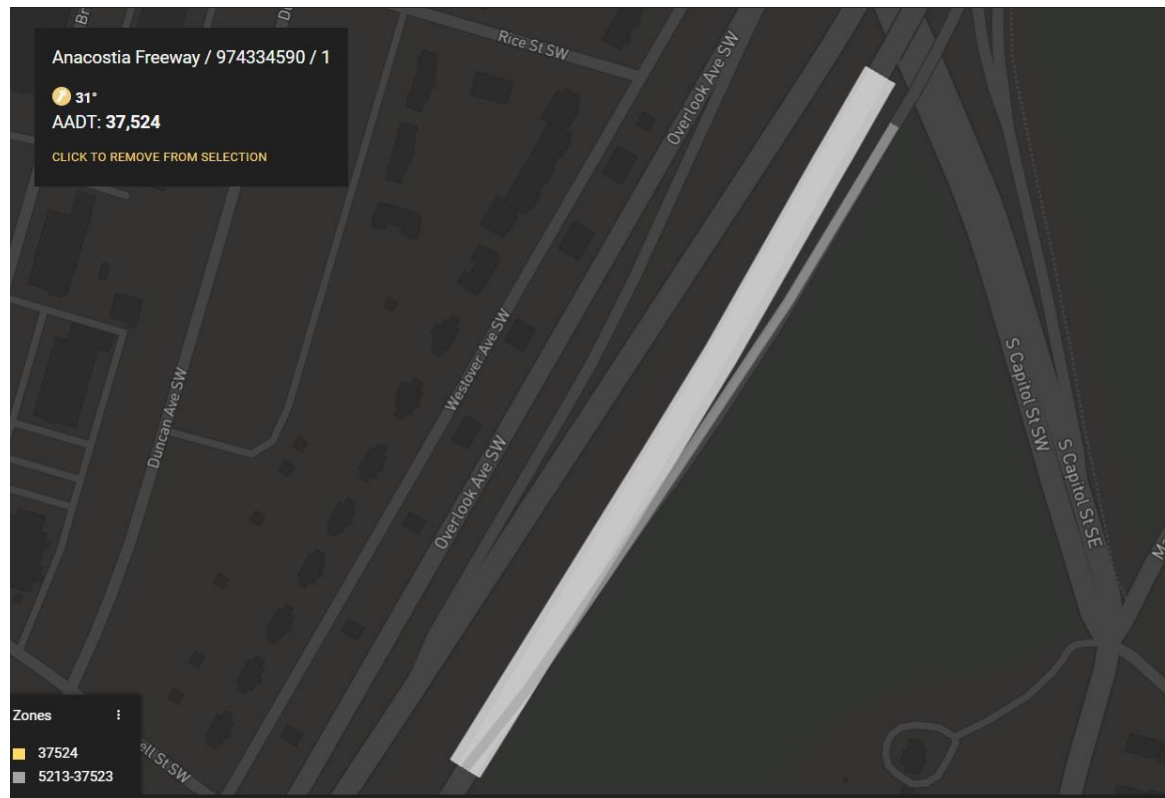 Anacostia Freeway / 974334590 / 1
31°
AADT: 37,524
CLICK TO REMOVE FROM SELECTION
Rice St SW
Overlook Ave SW
Westover Ave SW
Duncan Ave SW
Overlook Ave SW
S Capitol St SW
S Capitol St SE
Zones
37524
5213-37523
St SW